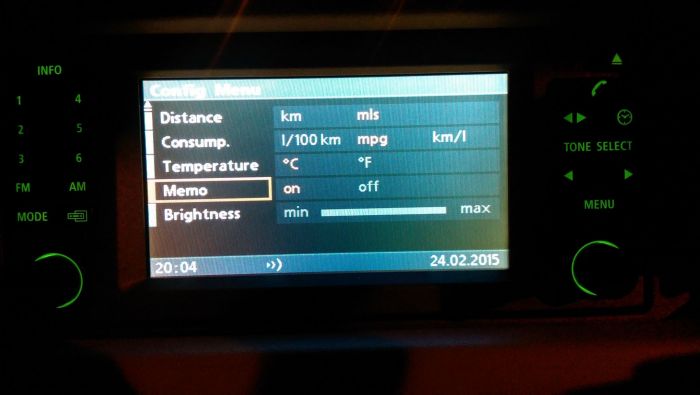 INFO
1 4
2 5
3 6
FM AM
MODE
Config Menu
Distance km mls
Consump. l/100 km mpg km/l
Temperature °C °F
Memo on off
Brightness min max
20:04 24.02.2015
TONE SELECT
MENU